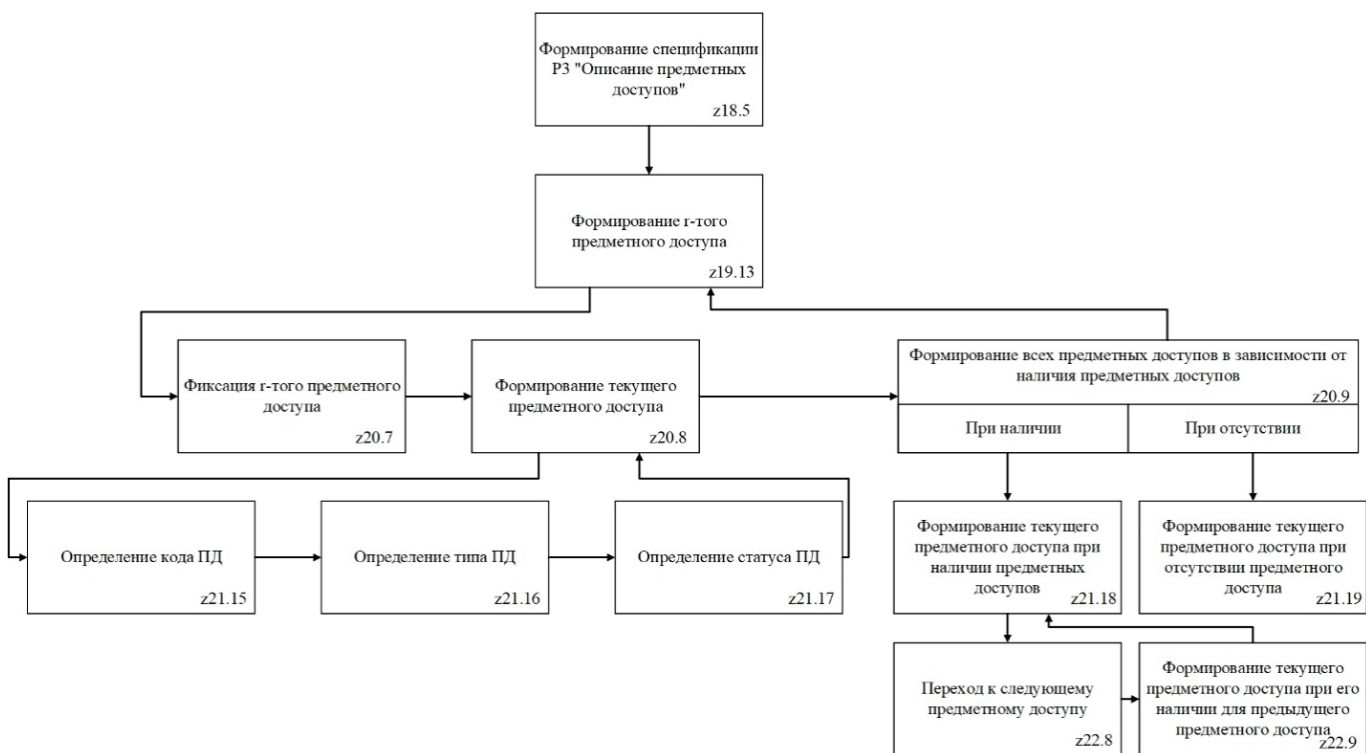 Формирование спецификации
РЗ "Описание предметных
доступов"
z18.5
Формирование r-того
предметного доступа
z19.13
Фиксация r-того предметного
доступа
z20.7
Формирование текущего
предметного доступа
z20.8
Формирование всех предметных доступов в зависимости от
наличия предметных доступов
z20.9
При наличии
При отсутствии
Определение кода ПД
z21.15
Определение типа ПД
z21.16
Определение статуса ПД
z21.17
Формирование текущего
предметного доступа при
наличии предметных
доступов
z21.18
Формирование текущего
предметного доступа при
отсутствии предметного
доступа
z21.19
Переход к следующему
предметному доступу
z22.8
Формирование текущего
предметного доступа при его
наличии для предыдущего
предметного доступа
z22.9